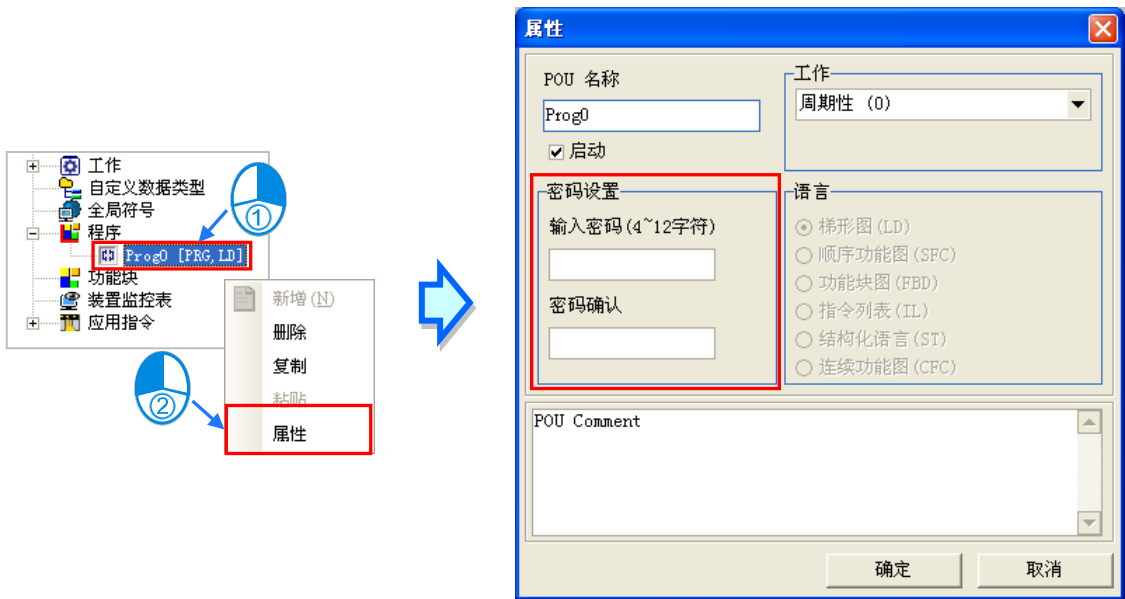 工作
自定义数据类型
全局符号
程序
Prog0 [PRG,LD]
功能块
装置监控表
应用指令
①
新增(N)
删除
复制
粘贴
属性
②
属性
POU 名称
Prog0
启动
工作
周期性 (0)
密码设置
输入密码(4~12字符)
密码确认
语言
梯形图(LD)
顺序功能图(SFC)
功能块图(FBD)
指令列表(IL)
结构化语言(ST)
连续功能图(CFC)
POU Comment
确定
取消